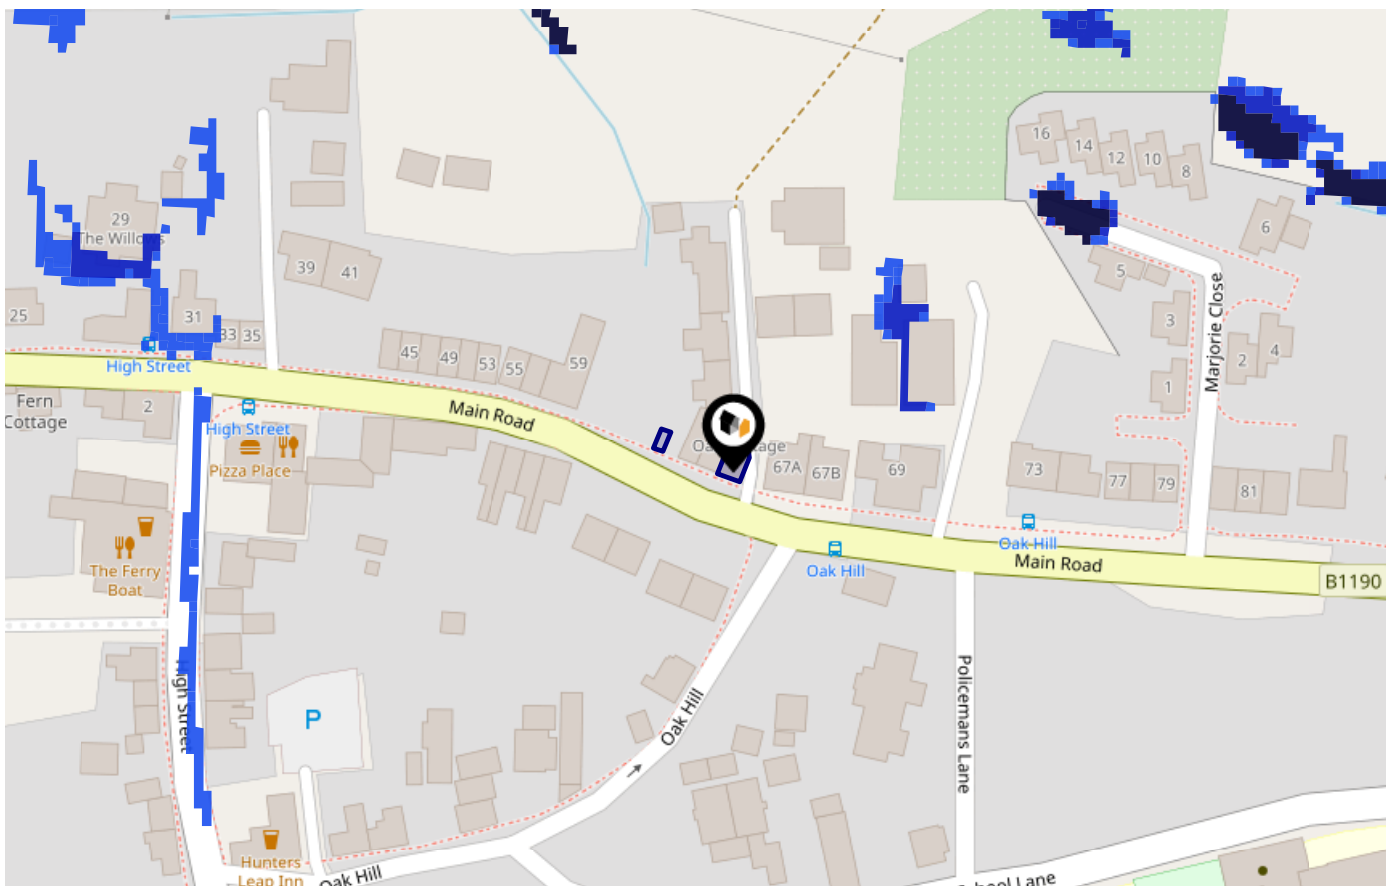 16
14
12
10
8
29
The Willows
6
39
41
5
25
31
33
35
3
High Street
45
49
53
55
59
2
4
Marjorie Close
Fern
Cottage
2
Main Road
1
High Street
Pizza Place
67A
67B
69
73
77
79
81
The Ferry
Boat
Oak Hill
Oak Hill
Main Road
B1190
High Street
P
Oak Hill
Policemans Lane
Hunters
Leap Inn
Oak Hill
School Lane